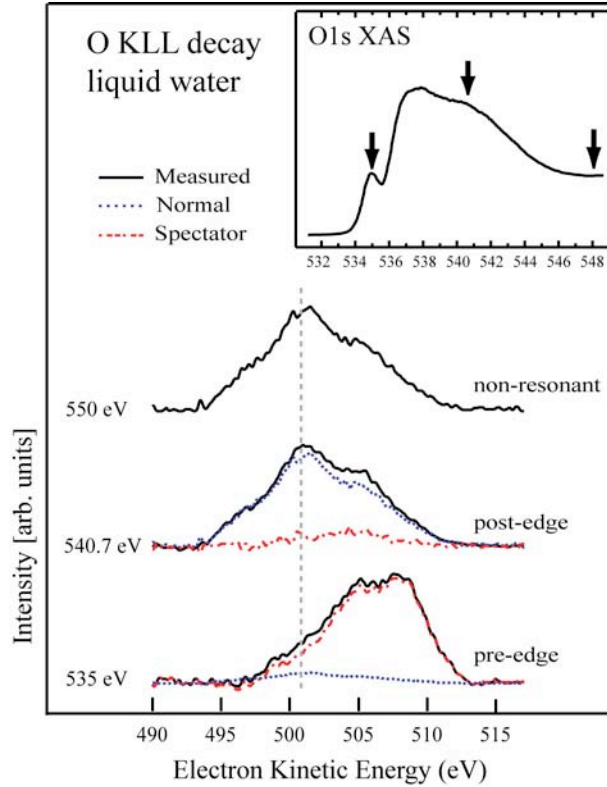 O KLL decay
liquid water
Measured
Normal
Spectator
O1s XAS
532 534 536 538 540 542 544 546 548
550 eV
non-resonant
540.7 eV
post-edge
535 eV
pre-edge
490 495 500 505 510 515
Electron Kinetic Energy (eV)
Intensity [arb. units]